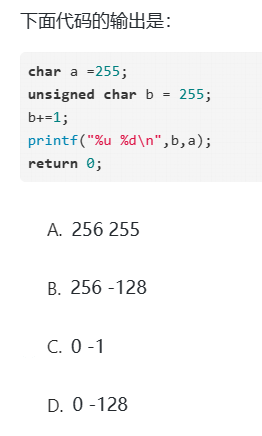 下面代码的输出是：
char a =255;
unsigned char b = 255;
b+=1;
printf("%u %d\n",b,a);
return 0;
A. 256 255
B. 256 -128
C. 0 -1
D. 0 -128